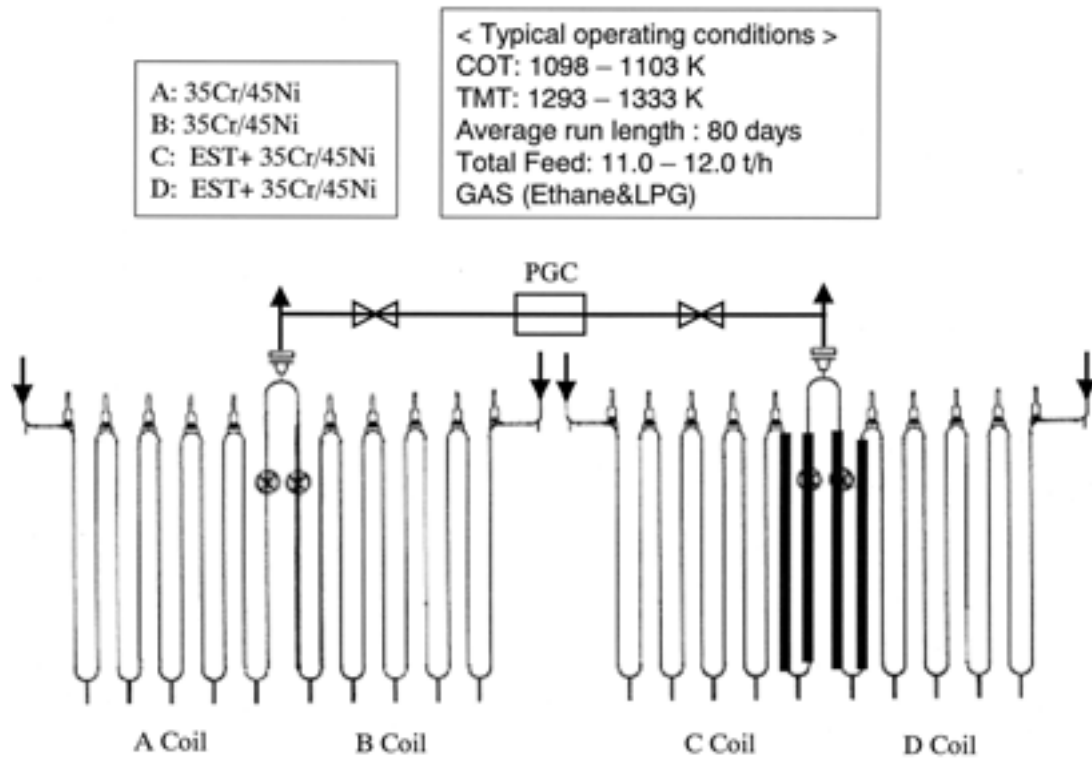 A: 35Cr/45Ni
B: 35Cr/45Ni
C: EST+ 35Cr/45Ni
D: EST+ 35Cr/45Ni
< Typical operating conditions >
COT: 1098 – 1103 K
TMT: 1293 – 1333 K
Average run length : 80 days
Total Feed: 11.0 – 12.0 t/h
GAS (Ethane&LPG)
PGC
A Coil
B Coil
C Coil
D Coil